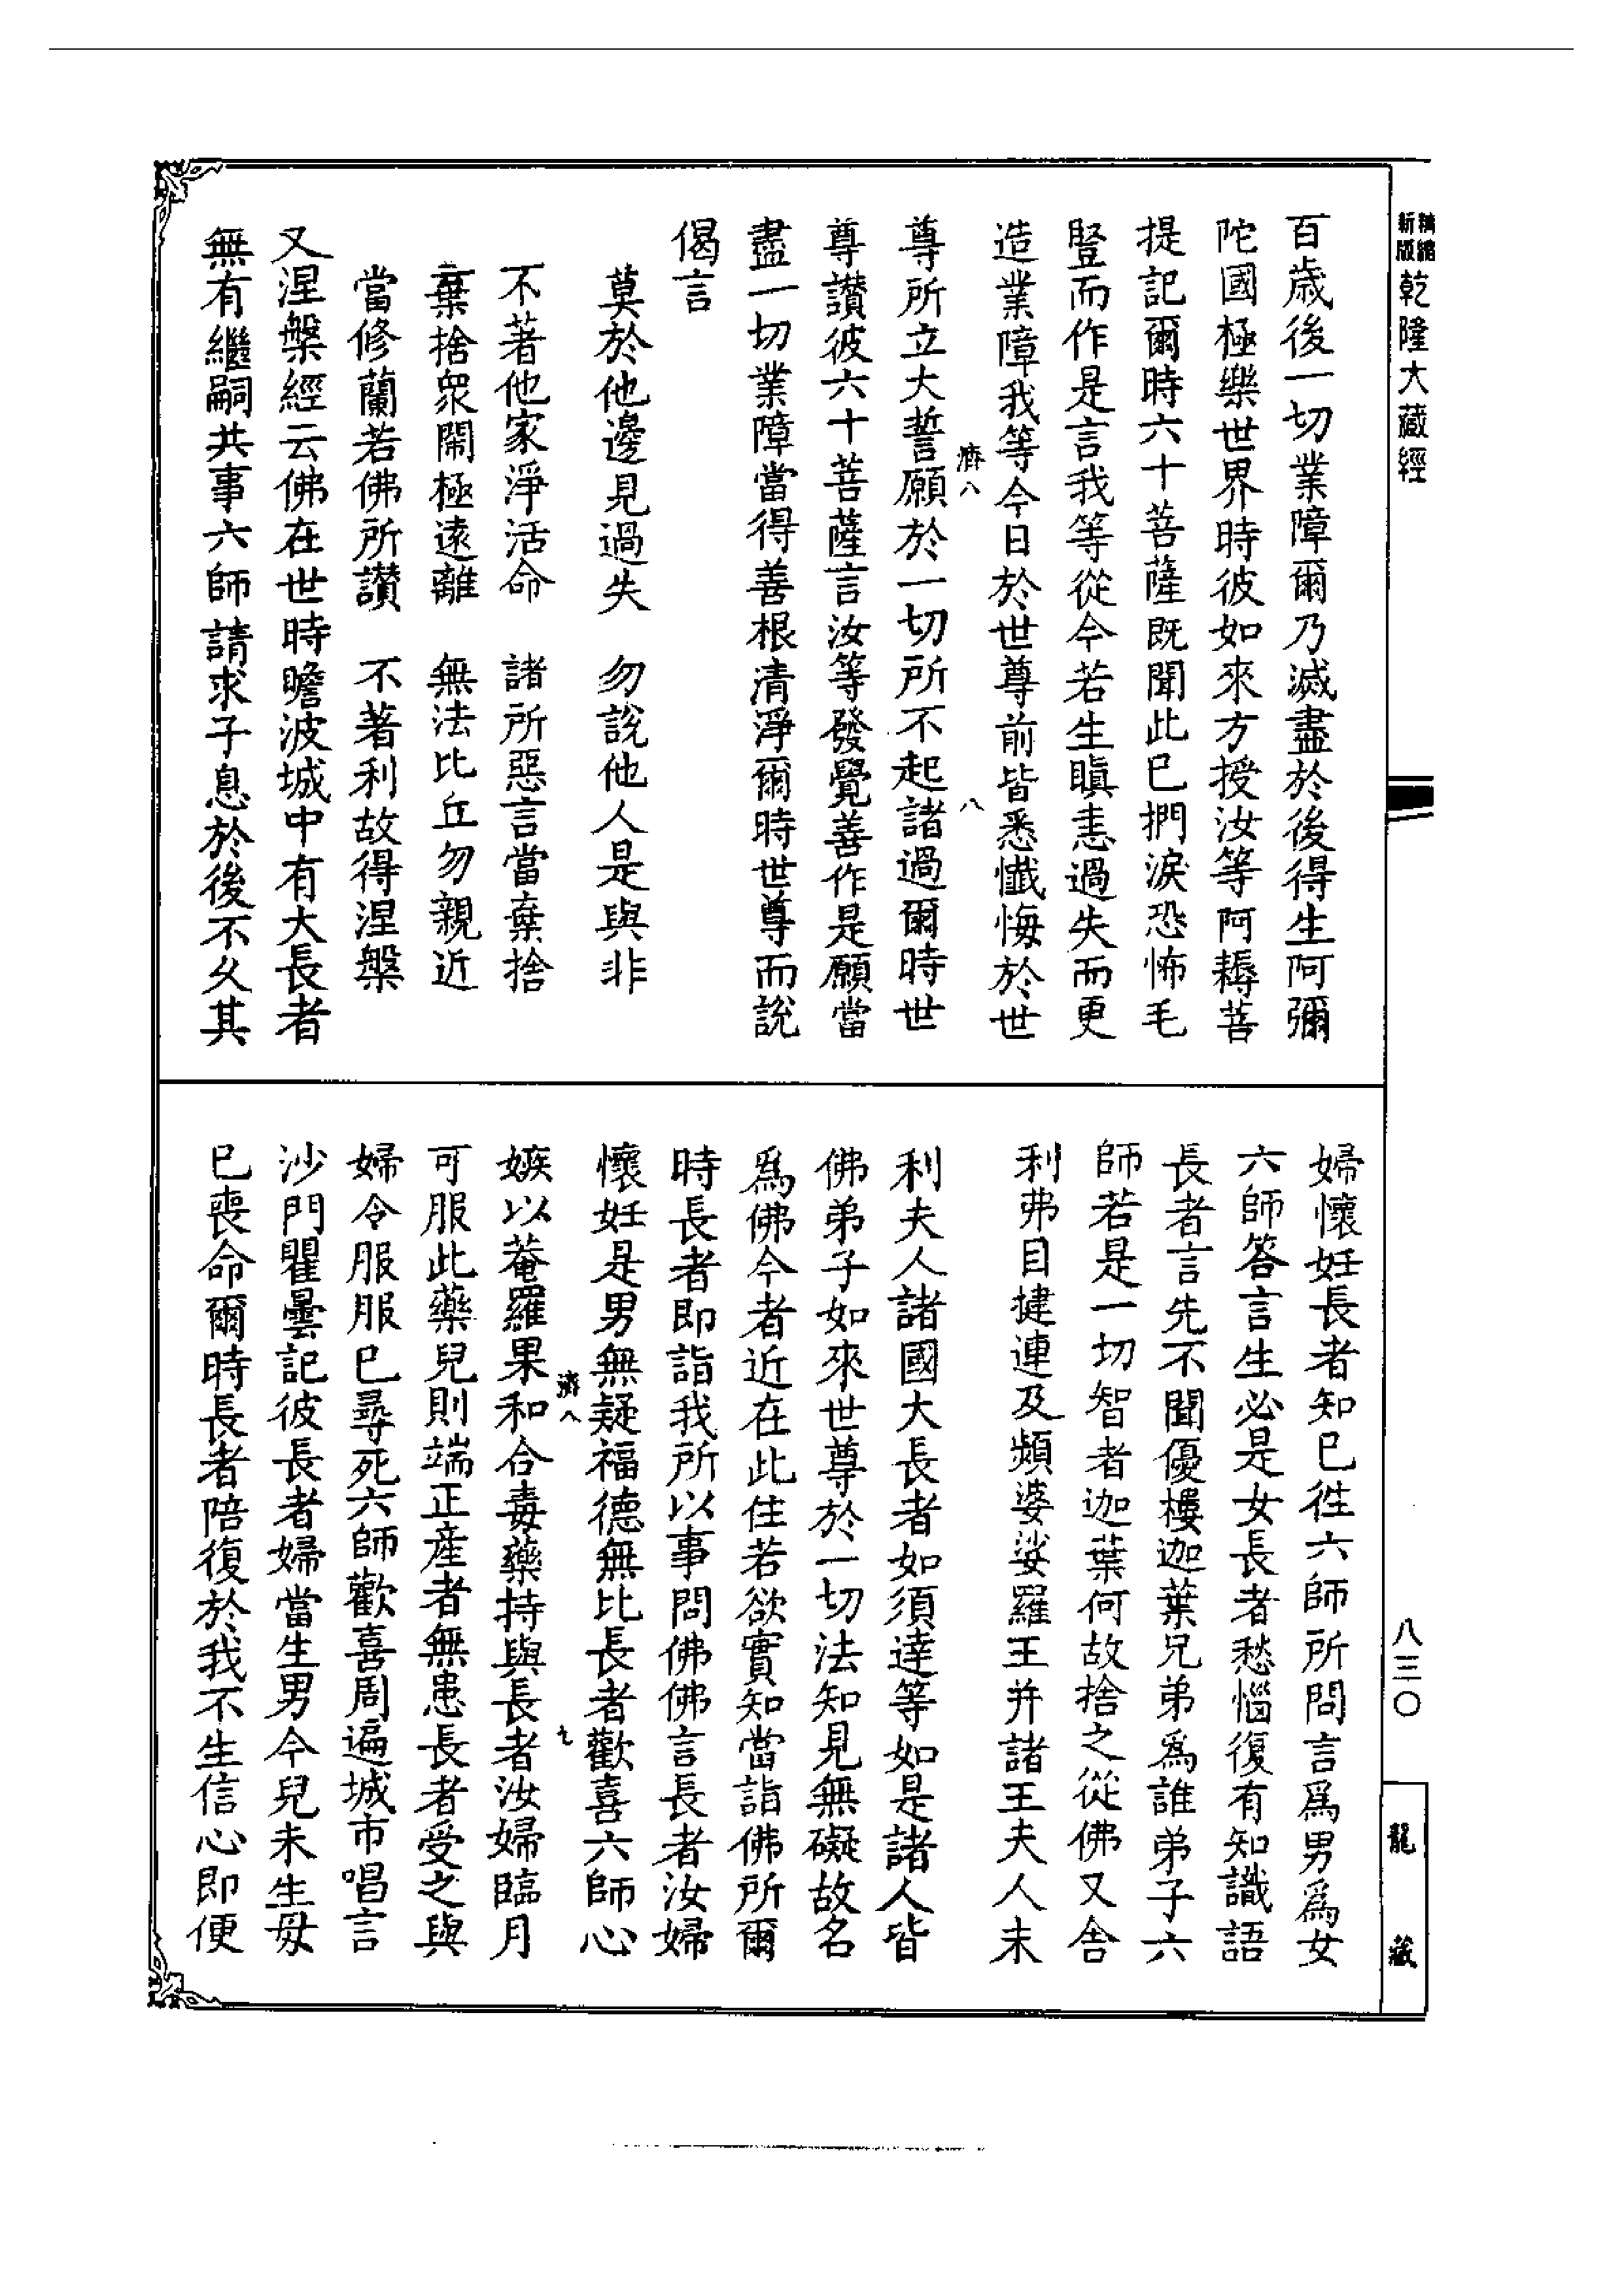 精縮新版乾隆大藏經
百歲後一切業障爾乃滅盡於後得生阿彌
陀國極樂世界時彼如來方授汝等阿耨菩
提記爾時六十菩薩既聞此已捫淚恐怖毛
豎而作是言我等從今若生瞋恚過失而更
造業障我等今日於世尊前皆悉懺悔於世
濟八　八
尊所立大誓願於一切所不起諸過爾時世
尊讚彼六十菩薩言汝等發覺善作是願當
盡一切業障當得善根清淨爾時世尊而說
偈言
莫於他邊見過失　勿說他人是與非
不著他家淨活命　諸所惡言當棄捨
棄捨眾鬧極遠離　無法比丘勿親近
當修蘭若佛所讚　不著利故得涅槃
又涅槃經云佛在世時瞻波城中有大長者
無有繼嗣共事六師請求子息於後不久其
婦懷妊長者知已往六師所問言爲男爲女
六師答言生必是女長者愁惱復有知識語
長者言先不聞優樓迦葉兄弟爲誰弟子六
師若是一切智者迦葉何故捨之從佛又舍
利弗目揵連及頻婆娑羅王并諸王夫人末
利夫人諸國大長者如須達等如是諸人皆
佛弟子如來世尊於一切法知見無礙故名
爲佛今者近在此住若欲實知當詣佛所爾
時長者即詣我所以事問佛佛言長者汝婦
懷妊是男無疑福德無比長者歡喜六師心
濟八　九
嫉以菴羅果和合毒藥持與長者汝婦臨月
可服此藥兒則端正產者無患長者受之與
婦令服服已尋死六師歡喜周遍城市唱言
沙門瞿曇記彼長者婦當生男今兒未生母
已喪命爾時長者陪復於我不生信心即便
八三〇
龍藏